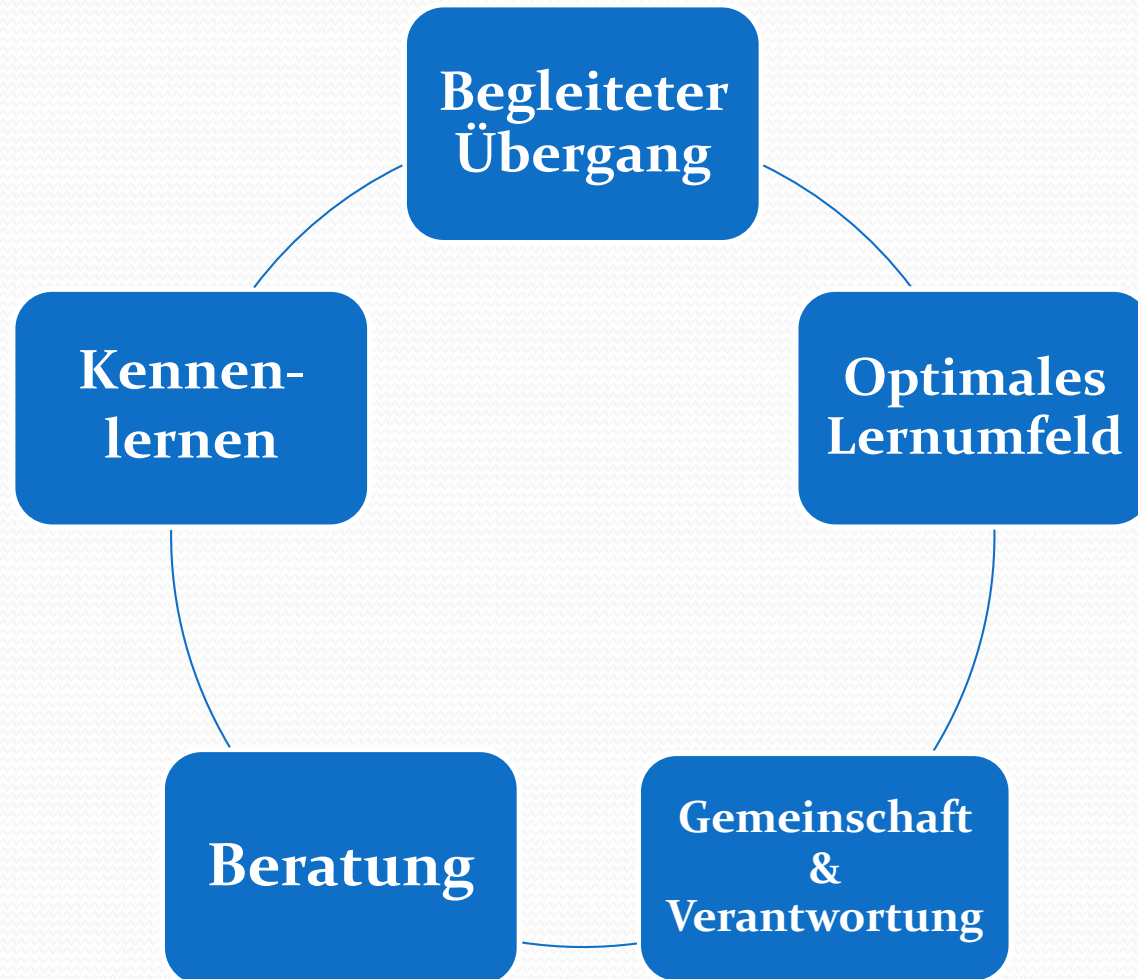 Begleiteter
Übergang
Kennen-
lernen
Optimales
Lernumfeld
Beratung
Gemeinschaft
&
Verantwortung